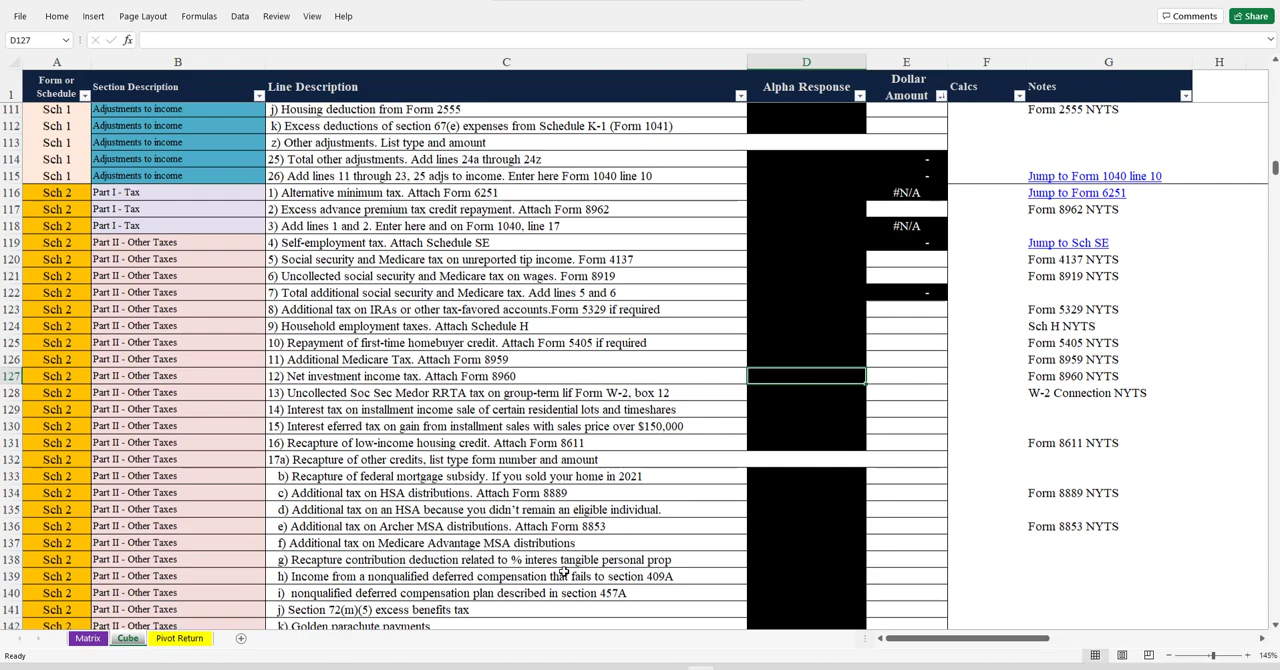 File Home Insert Page Layout Formulas Data Review View Help Comments Share
D127 fx
A B C D E F G H
1 Form or Schedule Section Description Line Description Alpha Response Dollar Amount Calcs Notes
111 Sch 1 Adjustments to income j) Housing deduction from Form 2555 Form 2555 NYTS
112 Sch 1 Adjustments to income k) Excess deductions of section 67(e) expenses from Schedule K-1 (Form 1041)
113 Sch 1 Adjustments to income z) Other adjustments. List type and amount
114 Sch 1 Adjustments to income 25) Total other adjustments. Add lines 24a through 24z -
115 Sch 1 Adjustments to income 26) Add lines 11 through 23, 25 adjs to income. Enter here Form 1040 line 10 - Jump to Form 1040 line 10
116 Sch 2 Part I - Tax 1) Alternative minimum tax. Attach Form 6251 #N/A Jump to Form 6251
117 Sch 2 Part I - Tax 2) Excess advance premium tax credit repayment. Attach Form 8962 Form 8962 NYTS
118 Sch 2 Part I - Tax 3) Add lines 1 and 2. Enter here and on Form 1040, line 17 #N/A
119 Sch 2 Part II - Other Taxes 4) Self-employment tax. Attach Schedule SE - Jump to Sch SE
120 Sch 2 Part II - Other Taxes 5) Social security and Medicare tax on unreported tip income. Form 4137 Form 4137 NYTS
121 Sch 2 Part II - Other Taxes 6) Uncollected social security and Medicare tax on wages. Form 8919 Form 8919 NYTS
122 Sch 2 Part II - Other Taxes 7) Total additional social security and Medicare tax. Add lines 5 and 6 -
123 Sch 2 Part II - Other Taxes 8) Additional tax on IRAs or other tax-favored accounts.Form 5329 if required Form 5329 NYTS
124 Sch 2 Part II - Other Taxes 9) Household employment taxes. Attach Schedule H Sch H NYTS
125 Sch 2 Part II - Other Taxes 10) Repayment of first-time homebuyer credit. Attach Form 5405 if required Form 5405 NYTS
126 Sch 2 Part II - Other Taxes 11) Additional Medicare Tax. Attach Form 8959 Form 8959 NYTS
127 Sch 2 Part II - Other Taxes 12) Net investment income tax. Attach Form 8960 Form 8960 NYTS
128 Sch 2 Part II - Other Taxes 13) Uncollected Soc Sec Medor RRTA tax on group-term lif Form W-2, box 12 W-2 Connection NYTS
129 Sch 2 Part II - Other Taxes 14) Interest tax on installment income sale of certain residential lots and timeshares
130 Sch 2 Part II - Other Taxes 15) Interest eferred tax on gain from installment sales with sales price over $150,000
131 Sch 2 Part II - Other Taxes 16) Recapture of low-income housing credit. Attach Form 8611 Form 8611 NYTS
132 Sch 2 Part II - Other Taxes 17a) Recapture of other credits, list type form number and amount
133 Sch 2 Part II - Other Taxes b) Recapture of federal mortgage subsidy. If you sold your home in 2021
134 Sch 2 Part II - Other Taxes c) Additional tax on HSA distributions. Attach Form 8889 Form 8889 NYTS
135 Sch 2 Part II - Other Taxes d) Additional tax on an HSA because you didn't remain an eligible individual.
136 Sch 2 Part II - Other Taxes e) Additional tax on Archer MSA distributions. Attach Form 8853 Form 8853 NYTS
137 Sch 2 Part II - Other Taxes f) Additional tax on Medicare Advantage MSA distributions
138 Sch 2 Part II - Other Taxes g) Recapture contribution deduction related to % interes tangible personal prop
139 Sch 2 Part II - Other Taxes h) Income from a nonqualified deferred compensation that fails to section 409A
140 Sch 2 Part II - Other Taxes i) nonqualified deferred compensation plan described in section 457A
141 Sch 2 Part II - Other Taxes j) Section 72(m)(5) excess benefits tax
142 Sch 2 Part II - Other Taxes k) Golden parachute payments
Matrix Cube Pivot Return
Ready 145%